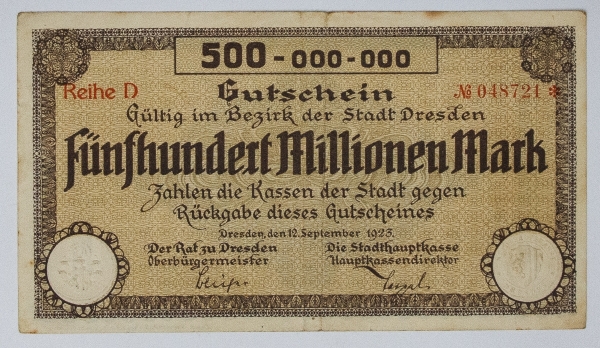 500-000-000
Reihe D
Gutschein
№ 048721 *
Gültig im Bezirk der Stadt Dresden
Fünfhundert Millionen Mark
Zahlen die Kassen der Stadt gegen
Rückgabe dieses Gutscheines
Dresden, den 12. September 1923.
Der Rat zu Dresden
Oberbürgermeister
Die Stadthauptkasse
Hauptkassendirektor